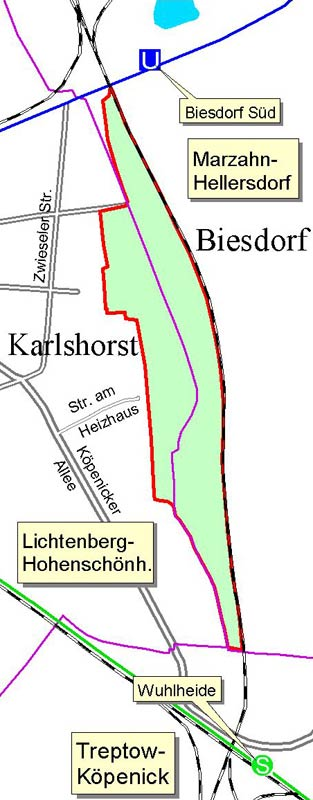 U
Biesdorf Süd
Marzahn-
Hellersdorf
Zwieseler Str.
Biesdorf
Karlshorst
Str. am
Heizhaus
Köpenicker
Allee
Lichtenberg-
Hohenschönh.
Wuhlheide
S
Treptow-
Köpenick